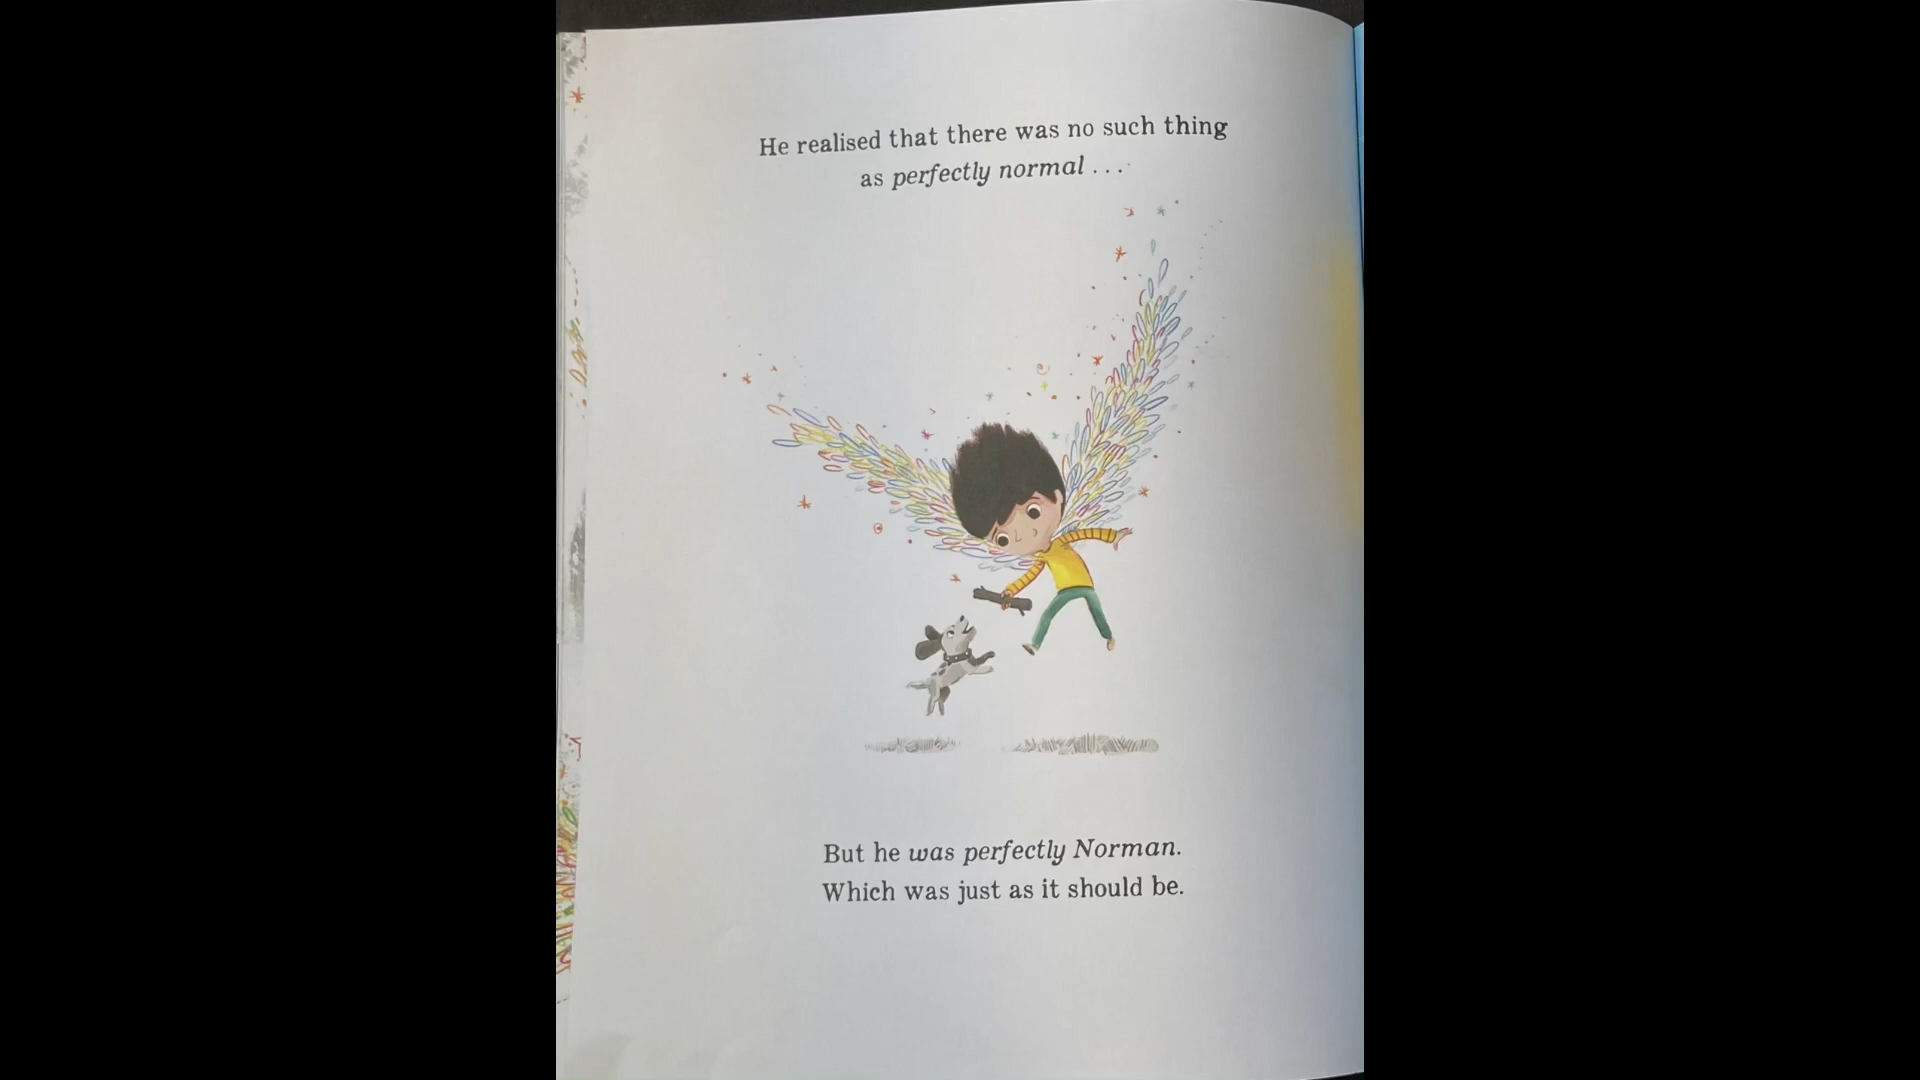 He realised that there was no such thing
as perfectly normal . . .
But he was perfectly Norman.
Which was just as it should be.